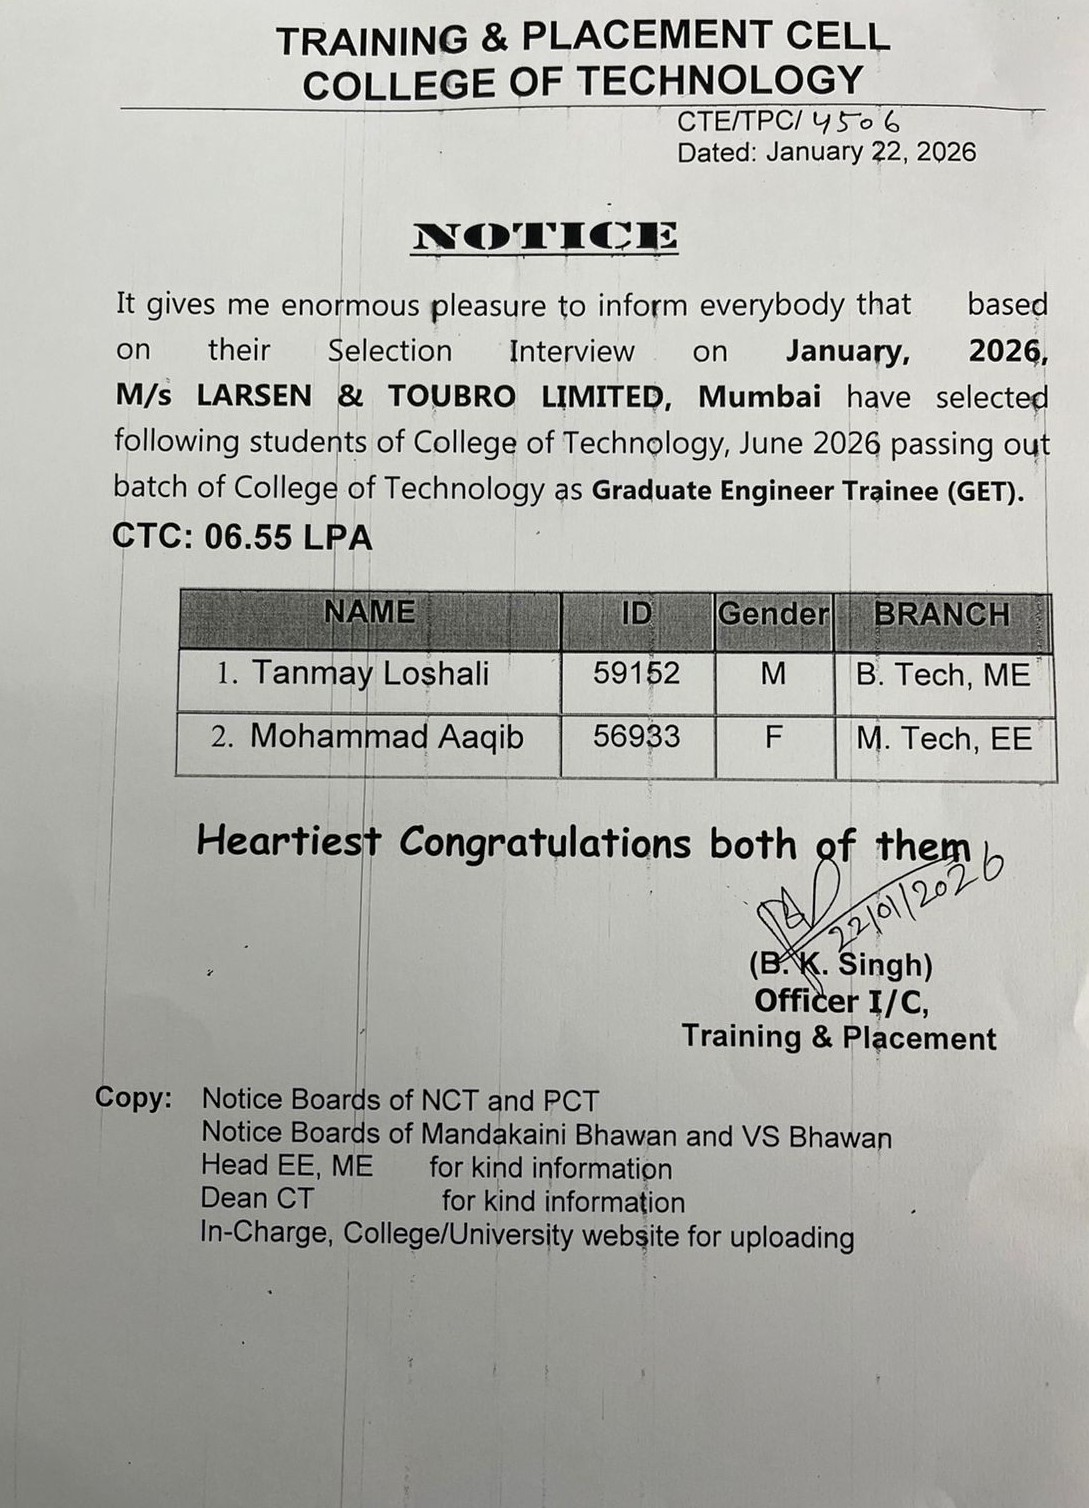 TRAINING & PLACEMENT CELL
COLLEGE OF TECHNOLOGY
CTE/TPC/ 4506
Dated: January 22, 2026
NOTICE
It gives me enormous pleasure to inform everybody that based
on their Selection Interview on January, 2026,
M/s LARSEN & TOUBRO LIMITED, Mumbai have selected
following students of College of Technology, June 2026 passing out
batch of College of Technology as Graduate Engineer Trainee (GET).
CTC: 06.55 LPA
NAME ID Gender BRANCH
1. Tanmay Loshali 59152 M B. Tech, ME
2. Mohammad Aaqib 56933 F M. Tech, EE
Heartiest Congratulations both of them
22/01/2026
(B. K. Singh)
Officer I/C,
Training & Placement
Copy: Notice Boards of NCT and PCT
Notice Boards of Mandakaini Bhawan and VS Bhawan
Head EE, ME for kind information
Dean CT for kind information
In-Charge, College/University website for uploading